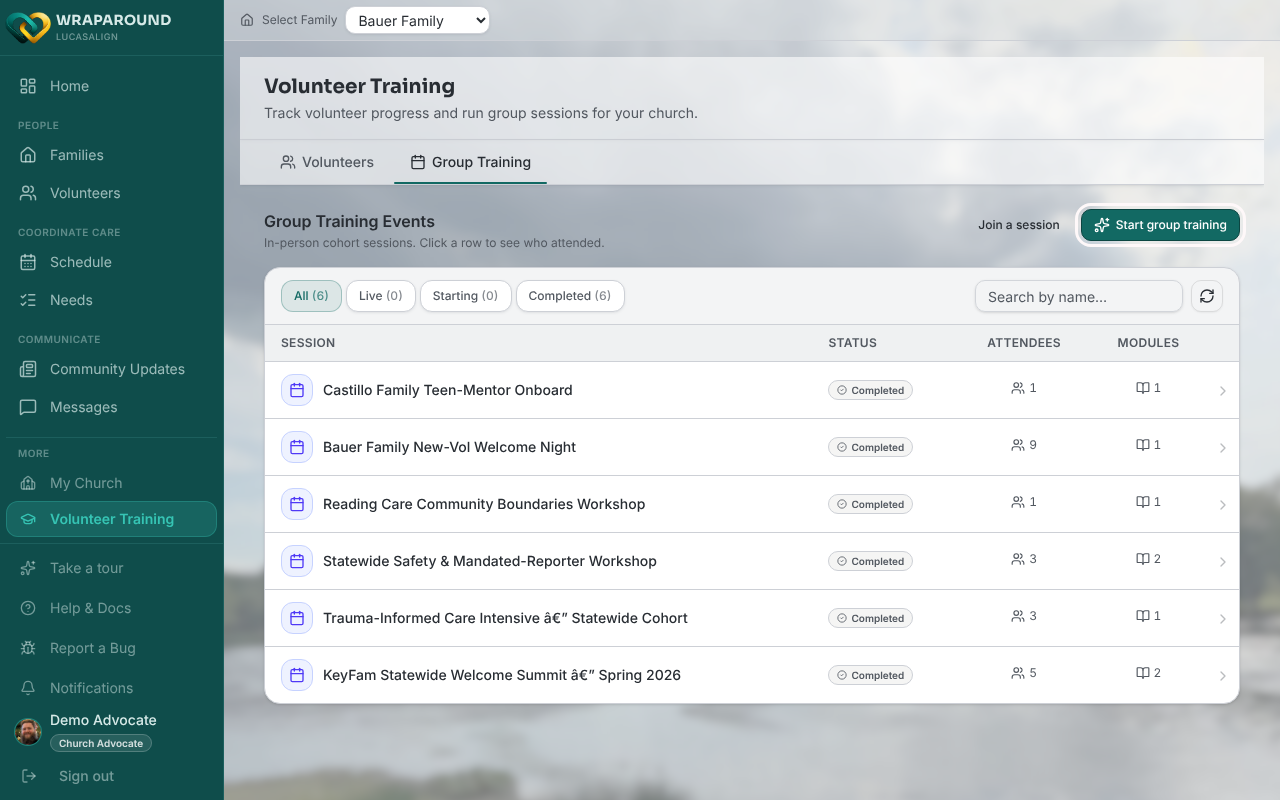 WRAPAROUND
LUCASALIGN
Home
PEOPLE
Families
Volunteers
COORDINATE CARE
Schedule
Needs
COMMUNICATE
Community Updates
Messages
MORE
My Church
Volunteer Training
Take a tour
Help & Docs
Report a Bug
Notifications
Demo Advocate
Church Advocate
Sign out
Select Family
Bauer Family
Volunteer Training
Track volunteer progress and run group sessions for your church.
Volunteers
Group Training
Group Training Events
In-person cohort sessions. Click a row to see who attended.
Join a session
Start group training
All (6)
Live (0)
Starting (0)
Completed (6)
Search by name...
SESSION STATUS ATTENDEES MODULES
Castillo Family Teen-Mentor Onboard Completed 1 1
Bauer Family New-Vol Welcome Night Completed 9 1
Reading Care Community Boundaries Workshop Completed 1 1
Statewide Safety & Mandated-Reporter Workshop Completed 3 2
Trauma-Informed Care Intensive â€” Statewide Cohort Completed 3 1
KeyFam Statewide Welcome Summit â€” Spring 2026 Completed 5 2